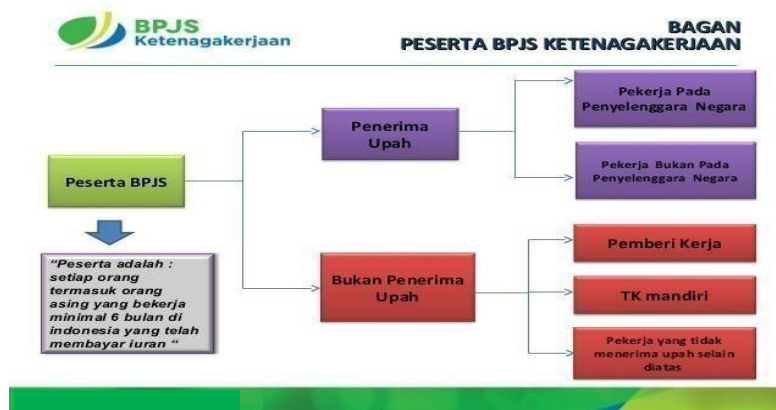 BPJS
Ketenagakerjaan
BAGAN
PESERTA BPJS KETENAGAKERJAAN
Peserta BPJS
"Peserta adalah :
setiap orang
termasuk orang
asing yang bekerja
minimal 6 bulan di
indonesia yang telah
membayar iuran "
Penerima
Upah
Pekerja Pada
Penyelenggara Negara
Pekerja Bukan Pada
Penyelenggara Negara
Bukan Penerima
Upah
Pemberi Kerja
TK mandiri
Pekerja yang tidak
menerima upah selain
diatas